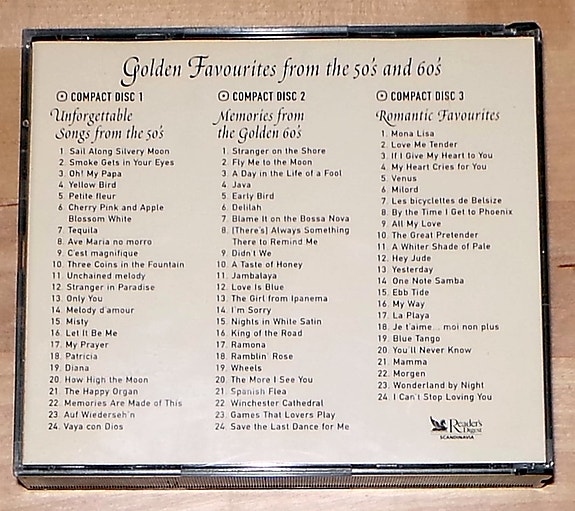 Golden Favourites from the 50's and 60's
COMPACT DISC 1
Unforgettable
Songs from the 50's
1. Sail Along Silvery Moon
2. Smoke Gets in Your Eyes
3. Oh! My Papa
4. Yellow Bird
5. Petite fleur
6. Cherry Pink and Apple
Blossom White
7. Tequila
8. Ave Maria no morro
9. C'est magnifique
10. Three Coins in the Fountain
11. Unchained melody
12. Stranger in Paradise
13. Only You
14. Melody d'amour
15. Misty
16. Let It Be Me
17. My Prayer
18. Patricia
19. Diana
20. How High the Moon
21. The Happy Organ
22. Memories Are Made of This
23. Auf Wiederseh'n
24. Vaya con Dios
COMPACT DISC 2
Memories from
the Golden 60's
1. Stranger on the Shore
2. Fly Me to the Moon
3. A Day in the Life of a Fool
4. Java
5. Early Bird
6. Delilah
7. Blame It on the Bossa Nova
8. (There's) Always Something
There to Remind Me
9. Didn't We
10. A Taste of Honey
11. Jambalaya
12. Love Is Blue
13. The Girl from Ipanema
14. I'm Sorry
15. Nights in White Satin
16. King of the Road
17. Ramona
18. Ramblin' Rose
19. Wheels
20. The More I See You
21. Spanish Flea
22. Winchester Cathedral
23. Games That Lovers Play
24. Save the Last Dance for Me
COMPACT DISC 3
Romantic Favourites
1. Mona Lisa
2. Love Me Tender
3. If I Give My Heart to You
4. My Heart Cries for You
5. Venus
6. Milord
7. Les bicyclettes de Belsize
8. By the Time I Get to Phoenix
9. All My Love
10. The Great Pretender
11. A Whiter Shade of Pale
12. Hey Jude
13. Yesterday
14. One Note Samba
15. Ebb Tide
16. My Way
17. La Playa
18. Je t'aime... moi non plus
19. Blue Tango
20. You'll Never Know
21. Mamma
22. Morgen
23. Wonderland by Night
24. I Can't Stop Loving You
Reader's
Digest
SCANDINAVIA